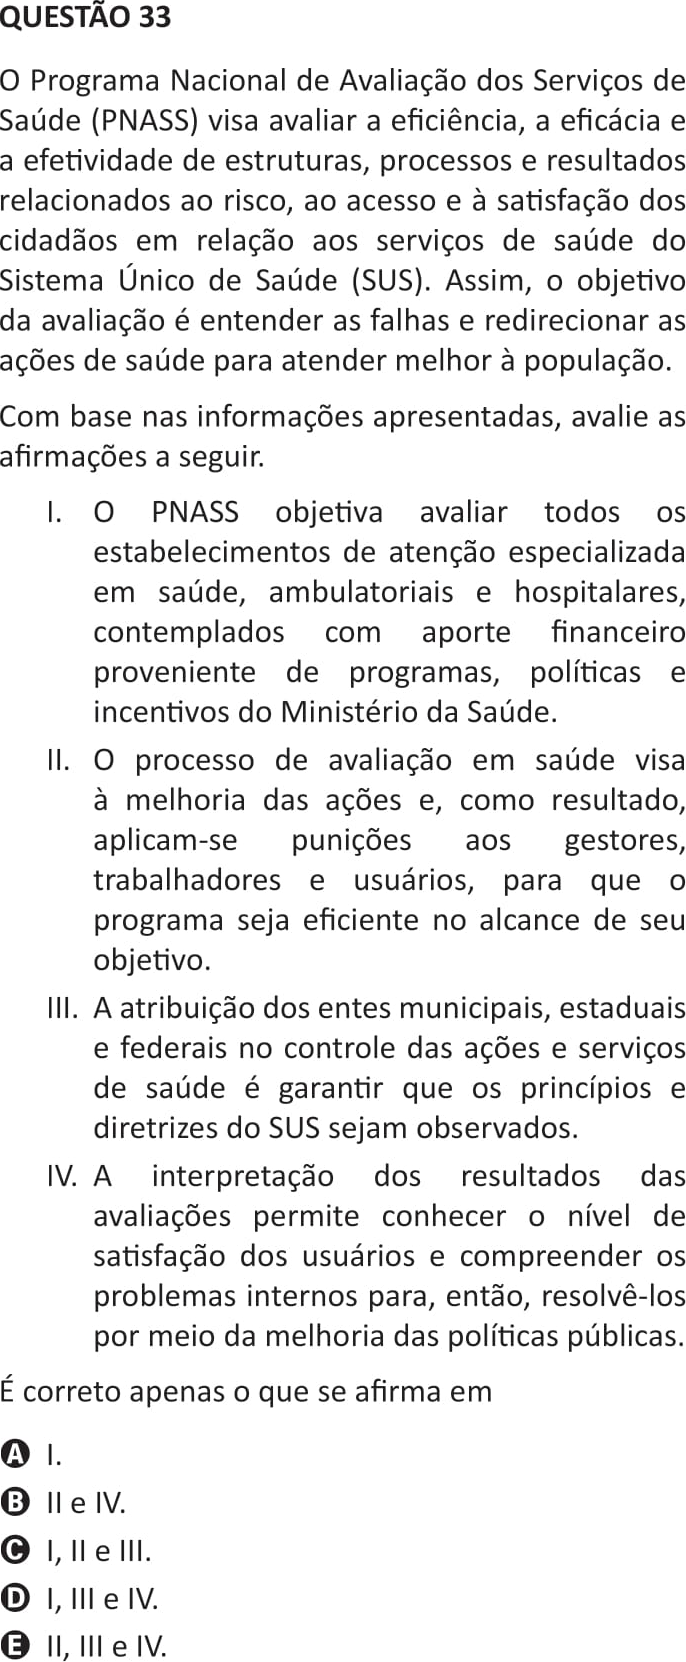 QUESTÃO 33
O Programa Nacional de Avaliação dos Serviços de
Saúde (PNASS) visa avaliar a eficiência, a eficácia e
a efetividade de estruturas, processos e resultados
relacionados ao risco, ao acesso e à satisfação dos
cidadãos em relação aos serviços de saúde do
Sistema Único de Saúde (SUS). Assim, o objetivo
da avaliação é entender as falhas e redirecionar as
ações de saúde para atender melhor à população.
Com base nas informações apresentadas, avalie as
afirmações a seguir.
I. O PNASS objetiva avaliar todos os
estabelecimentos de atenção especializada
em saúde, ambulatoriais e hospitalares,
contemplados com aporte financeiro
proveniente de programas, políticas e
incentivos do Ministério da Saúde.
II. O processo de avaliação em saúde visa
à melhoria das ações e, como resultado,
aplicam-se punições aos gestores,
trabalhadores e usuários, para que o
programa seja eficiente no alcance de seu
objetivo.
III. A atribuição dos entes municipais, estaduais
e federais no controle das ações e serviços
de saúde é garantir que os princípios e
diretrizes do SUS sejam observados.
IV. A interpretação dos resultados das
avaliações permite conhecer o nível de
satisfação dos usuários e compreender os
problemas internos para, então, resolvê-los
por meio da melhoria das políticas públicas.
É correto apenas o que se afirma em
A I.
B II e IV.
C I, II e III.
D I, III e IV.
E II, III e IV.